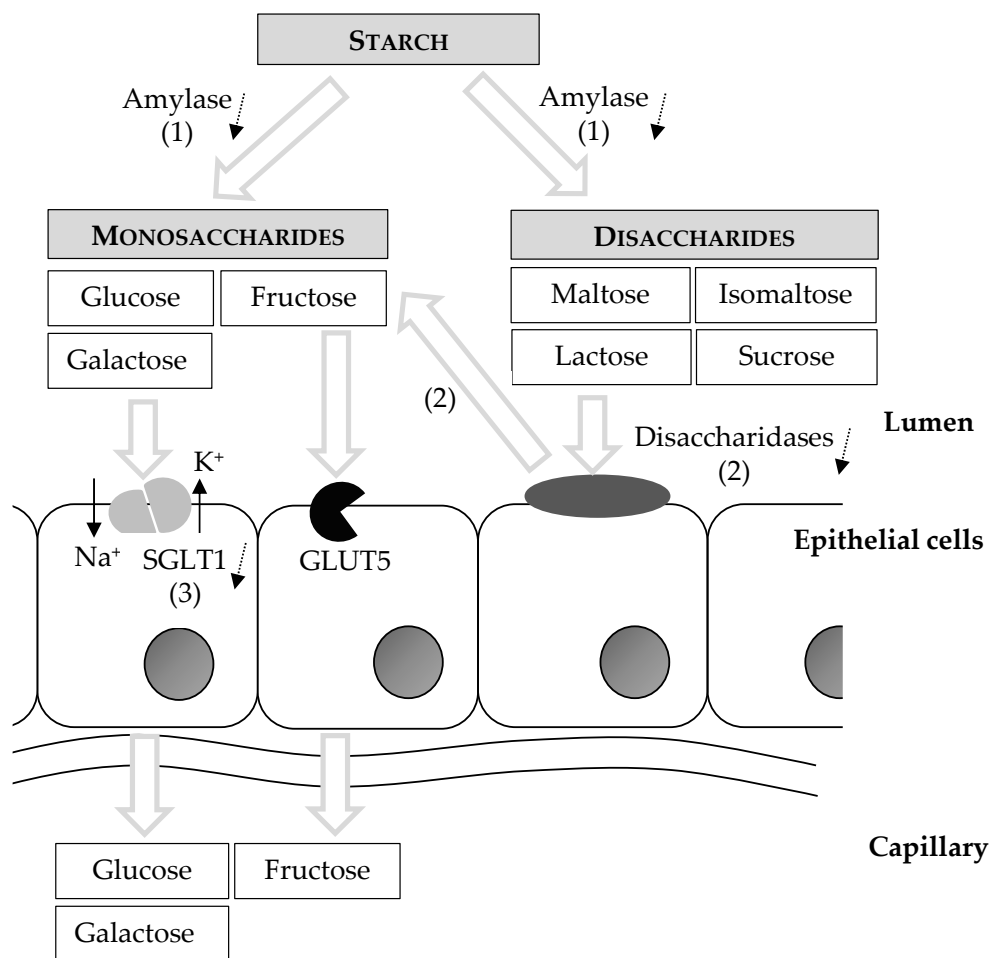 STARCH
Amylase
(1)
Amylase
(1)
MONOSACCHARIDES
DISACCHARIDES
Glucose
Fructose
Galactose
Maltose
Isomaltose
Lactose
Sucrose
(2)
Lumen
Disaccharidases
(2)
K⁺
Na⁺
SGLT1
(3)
GLUT5
Epithelial cells
Glucose
Fructose
Galactose
Capillary